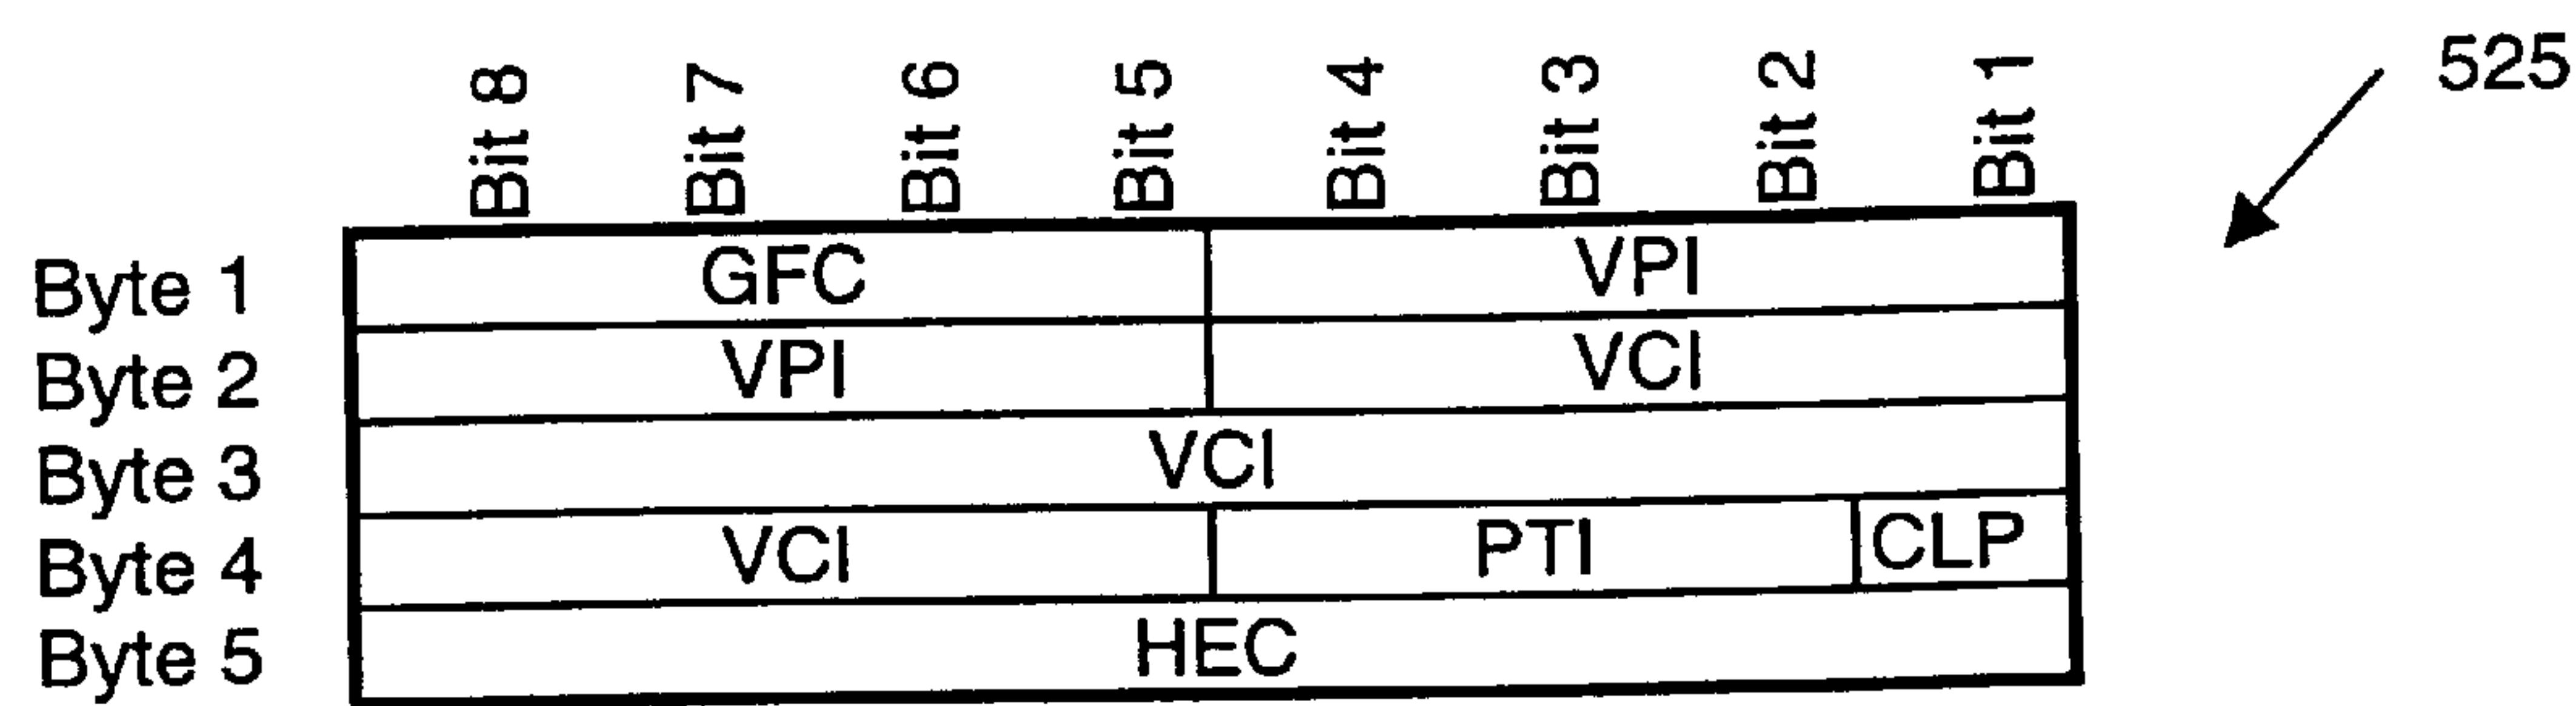 Bit 8 Bit 7 Bit 6 Bit 5 Bit 4 Bit 3 Bit 2 Bit 1
525
Byte 1 GFC VPI
Byte 2 VPI VCI
Byte 3 VCI
Byte 4 VCI PTI CLP
Byte 5 HEC